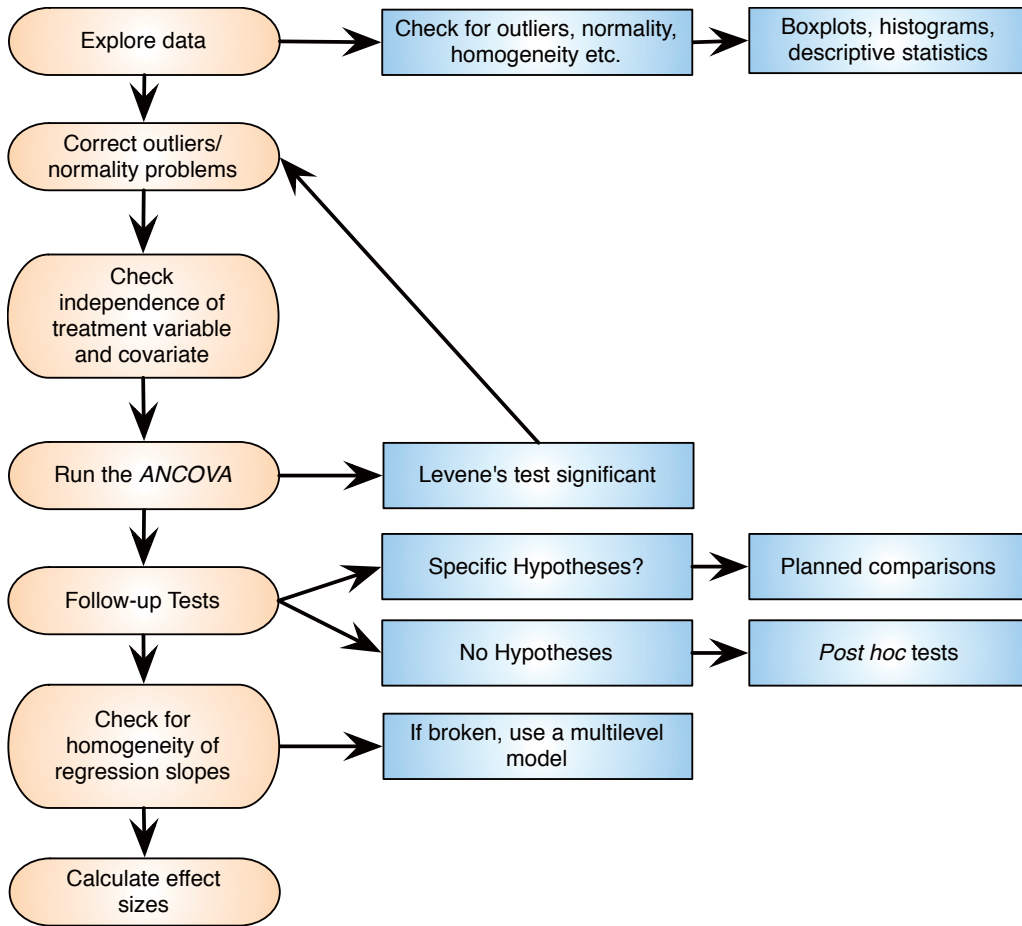 Explore data
Check for outliers, normality,
homogeneity etc.
Boxplots, histograms,
descriptive statistics
Correct outliers/
normality problems
Check
independence of
treatment variable
and covariate
Run the ANCOVA
Levene's test significant
Follow-up Tests
Specific Hypotheses?
Planned comparisons
No Hypotheses
Post hoc tests
Check for
homogeneity of
regression slopes
If broken, use a multilevel
model
Calculate effect
sizes